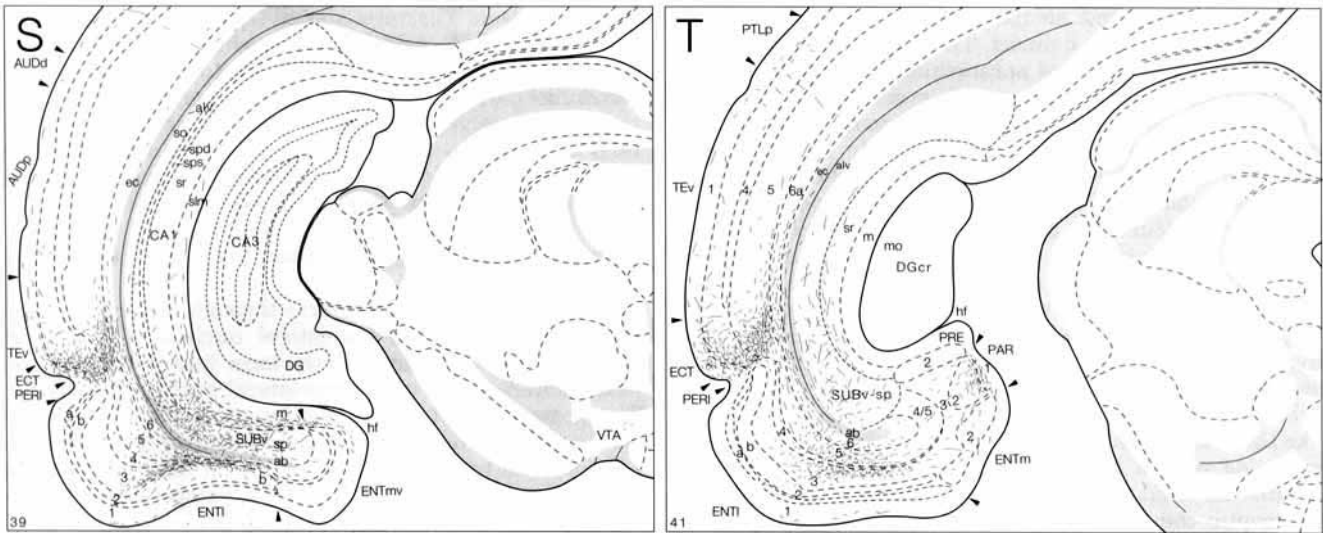 S
AUDd
AUDp
alv
so
spd
sps
ec
sr
slm
CA1
CA3
DG
TEv
ECT
PERI
a
b
m
hf
6
5
SUBv
sp
4
ab
3
b
2
1
ENTl
ENTmv
VTA
39
T
PTLp
TEv
1
4
5
6a
ec
alv
sr
m
mo
DGcr
hf
PRE
PAR
2
1
ECT
PERI
SUBv-sp
4/5
3
2
4
ab
6
5
b
a
2
3
2
1
ENTm
ENTl
41